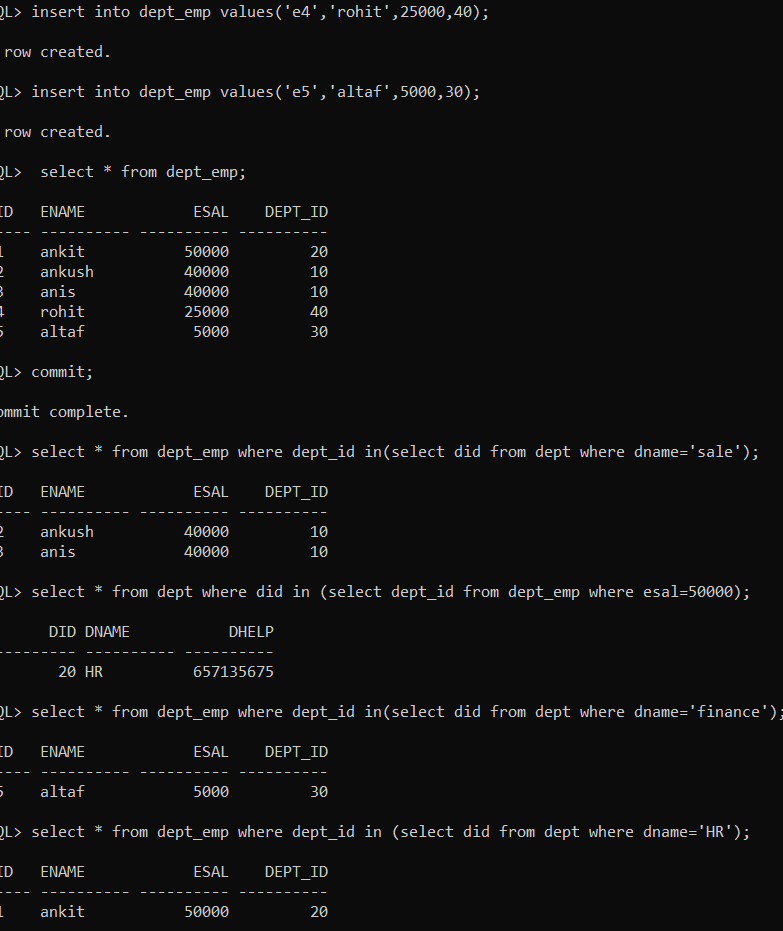 QL> insert into dept_emp values('e4','rohit',25000,40);
row created.
QL> insert into dept_emp values('e5','altaf',5000,30);
row created.
QL>  select * from dept_emp;
ID   ENAME            ESAL    DEPT_ID
---- ---------- ---------- ----------
1    ankit           50000         20
2    ankush          40000         10
3    anis            40000         10
4    rohit           25000         40
5    altaf            5000         30
QL> commit;
ommit complete.
QL> select * from dept_emp where dept_id in(select did from dept where dname='sale');
ID   ENAME            ESAL    DEPT_ID
---- ---------- ---------- ----------
2    ankush          40000         10
3    anis            40000         10
QL> select * from dept where did in (select dept_id from dept_emp where esal=50000);
DID DNAME           DHELP
--------- ---------- ----------
20 HR          657135675
QL> select * from dept_emp where dept_id in(select did from dept where dname='finance');
ID   ENAME            ESAL    DEPT_ID
---- ---------- ---------- ----------
5    altaf            5000         30
QL> select * from dept_emp where dept_id in (select did from dept where dname='HR');
ID   ENAME            ESAL    DEPT_ID
---- ---------- ---------- ----------
1    ankit           50000         20